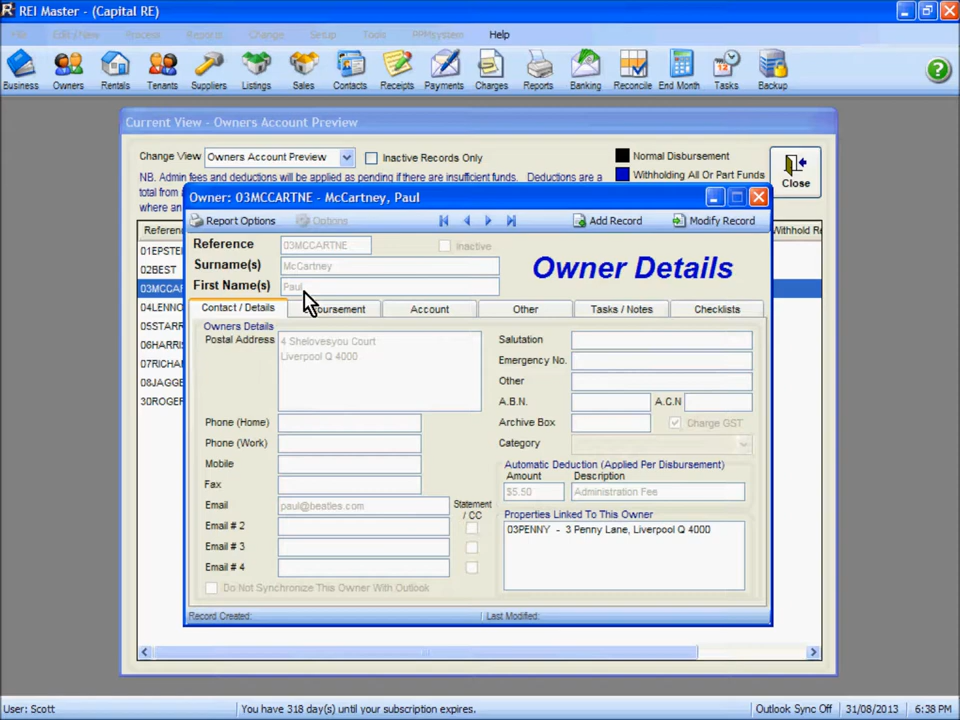 REI Master - (Capital RE)
File Edit/New Process Reports Change Setup Tools PPMsystem Help
Business Owners Rentals Tenants Suppliers Listings Sales Contacts Receipts Payments Charges Reports Banking Reconcile End Month Tasks Backup
Current View - Owners Account Preview
Change View Owners Account Preview Inactive Records Only Normal Disbursement
Withholding All Or Part Funds
Close
NB. Admin fees and deductions will be applied as pending if there are insufficient funds. Deductions are a
total from a
where an
Owner: 03MCCARTNE - McCartney, Paul
Report Options Options Add Record Modify Record
Reference 03MCCARTNE Inactive
Surname(s) McCartney
First Name(s) Paul
Owner Details
Contact / Details bursement Account Other Tasks / Notes Checklists
Owners Details
Postal Address 4 Shelovesyou Court
Liverpool Q 4000
Phone (Home)
Phone (Work)
Mobile
Fax
Email paul@beatles.com
Statement
/ CC
Email # 2
Email # 3
Email # 4
Do Not Synchronize This Owner With Outlook
Salutation
Emergency No.
Other
A.B.N. A.C.N
Archive Box Charge GST
Category
Automatic Deduction (Applied Per Disbursement)
Amount Description
$5.50 Administration Fee
Properties Linked To This Owner
03PENNY - 3 Penny Lane, Liverpool Q 4000
Record Created: Last Modified:
Referen
Withhold Re
01EPSTE
02BEST
03MCCA
04LENNO
05STARR
06HARRI
07RICHA
08JAGGE
30ROGE
User: Scott You have 318 day(s) until your subscription expires. Outlook Sync Off 31/08/2013 6:38 PM